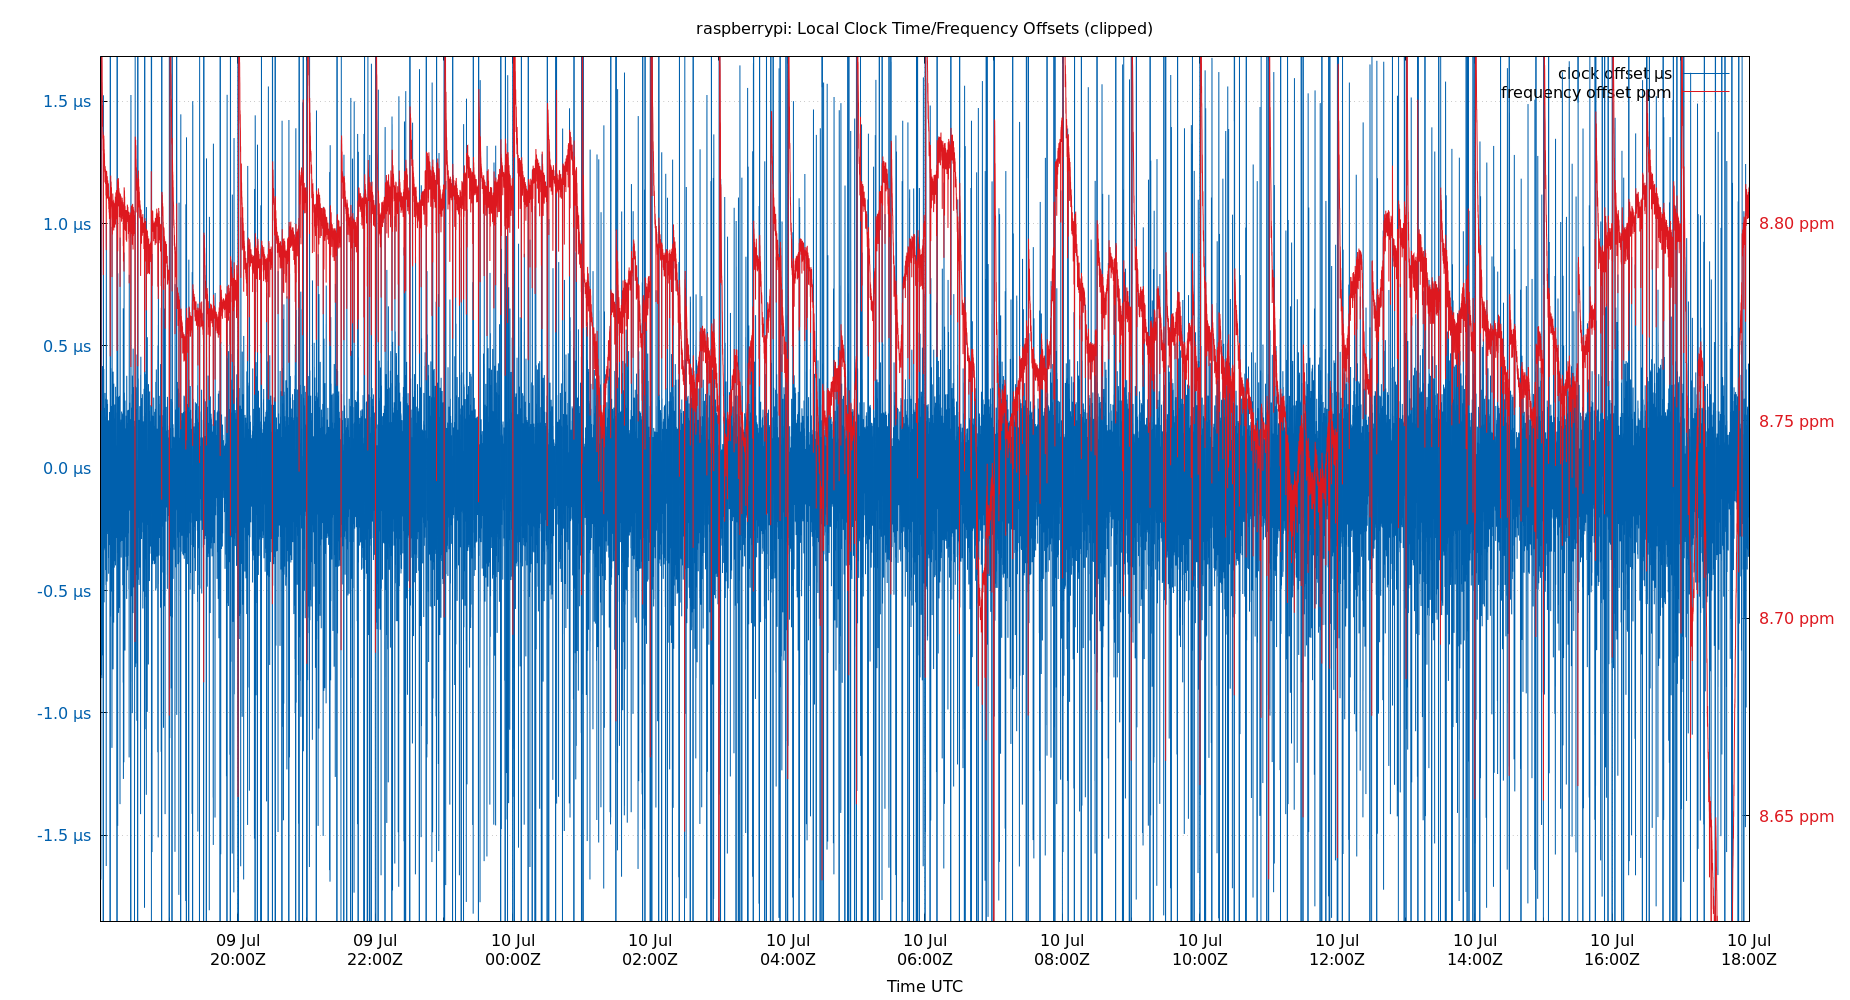 raspberrypi: Local Clock Time/Frequency Offsets (clipped)
clock offset µs
frequency offset ppm
1.5 µs
1.0 µs
0.5 µs
0.0 µs
-0.5 µs
-1.0 µs
-1.5 µs
8.80 ppm
8.75 ppm
8.70 ppm
8.65 ppm
09 Jul 09 Jul 10 Jul 10 Jul 10 Jul 10 Jul 10 Jul 10 Jul 10 Jul 10 Jul 10 Jul 10 Jul
20:00Z 22:00Z 00:00Z 02:00Z 04:00Z 06:00Z 08:00Z 10:00Z 12:00Z 14:00Z 16:00Z 18:00Z
Time UTC